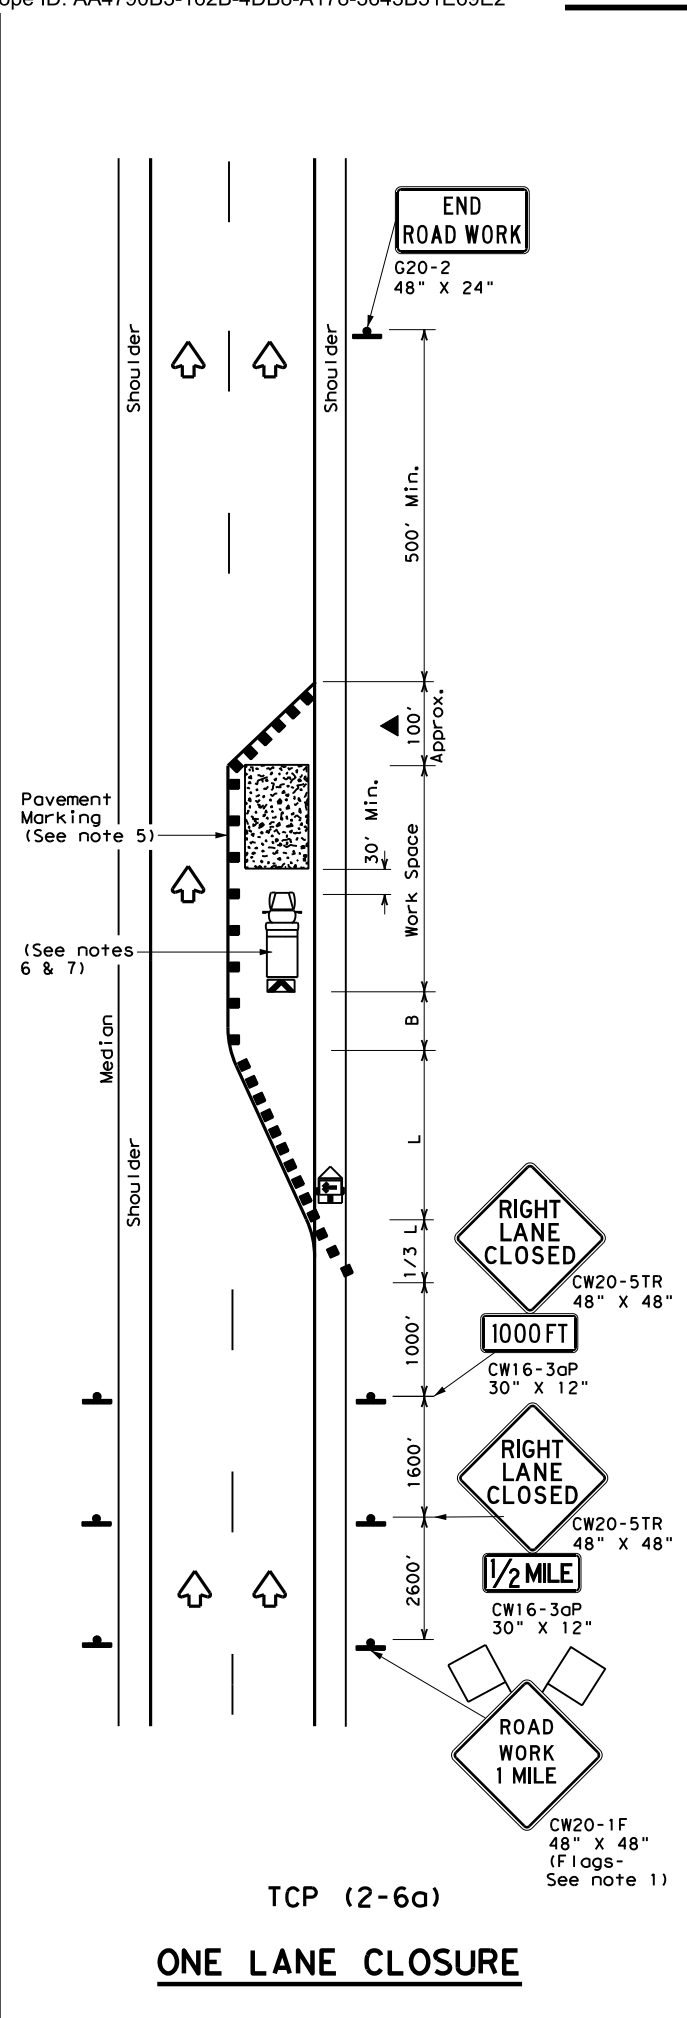 END
ROAD WORK
G20-2
48" X 24"
Shoulder
Shoulder
500' Min.
100'
Approx.
30' Min.
Pavement
Marking
(See note 5)
Work Space
(See notes
6 & 7)
B
Median
L
Shoulder
1/3 L
RIGHT
LANE
CLOSED
CW20-5TR
48" X 48"
1000 FT
CW16-3aP
30" X 12"
1000'
1600'
RIGHT
LANE
CLOSED
CW20-5TR
48" X 48"
1/2 MILE
CW16-3aP
30" X 12"
2600'
ROAD
WORK
1 MILE
CW20-1F
48" X 48"
(Flags-
See note 1)
TCP (2-6a)
ONE LANE CLOSURE